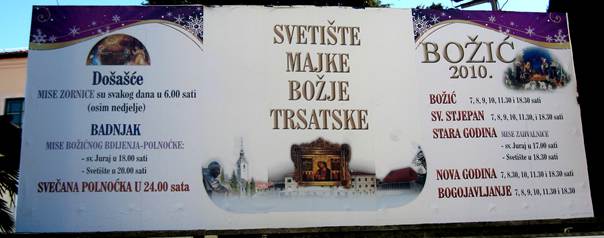 Došašće
MISE ZORNICE su svakog dana u 6.00 sati
(osim nedjelje)
BADNJAK
MISE BOŽIĆNOG BDIJENJA-POLNOĆKE:
- sv. Juraj u 18.00 sati
- Svetište u 20.00 sati
SVEČANA POLNOĆKA U 24.00 sata
SVETIŠTE
MAJKE
BOŽJE
TRSATSKE
BOŽIĆ
2010.
BOŽIĆ 7, 8, 9, 10, 11.30 i 18.30 sati
SV. STJEPAN 7, 8, 9, 10, 11.30 i 18.30 sati
STARA GODINA MISE ZAHVALNICE
- sv. Juraj u 17.00 sati
- Svetište u 18.30 sati
NOVA GODINA 7, 8.30, 10, 11.30 i 18.30 sati
BOGOJAVLJANJE 7, 8, 9, 10, 11.30 i 18.30 sati